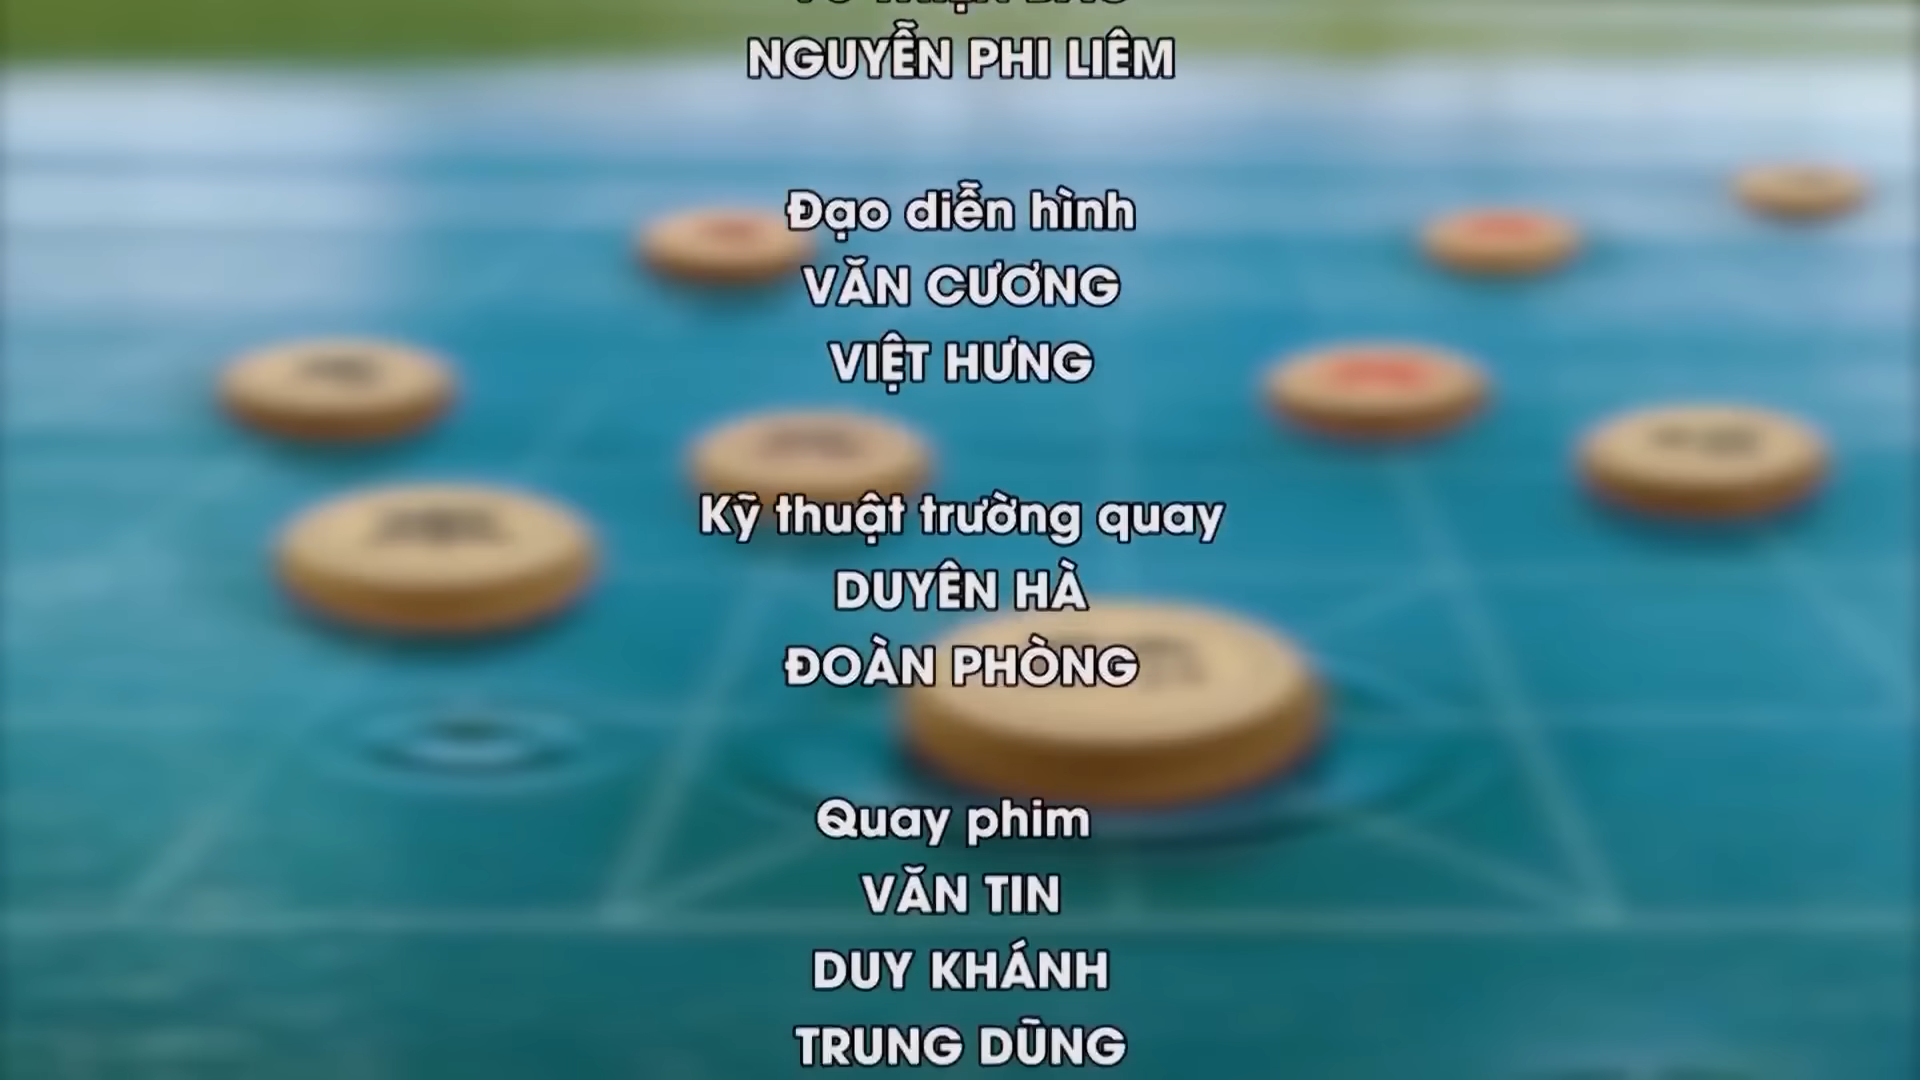 NGUYỄN PHI LIÊM
Đạo diễn hình
VĂN CƯƠNG
VIỆT HƯNG
Kỹ thuật trường quay
DUYÊN HÀ
ĐOÀN PHÒNG
Quay phim
VĂN TIN
DUY KHÁNH
TRUNG DŨNG